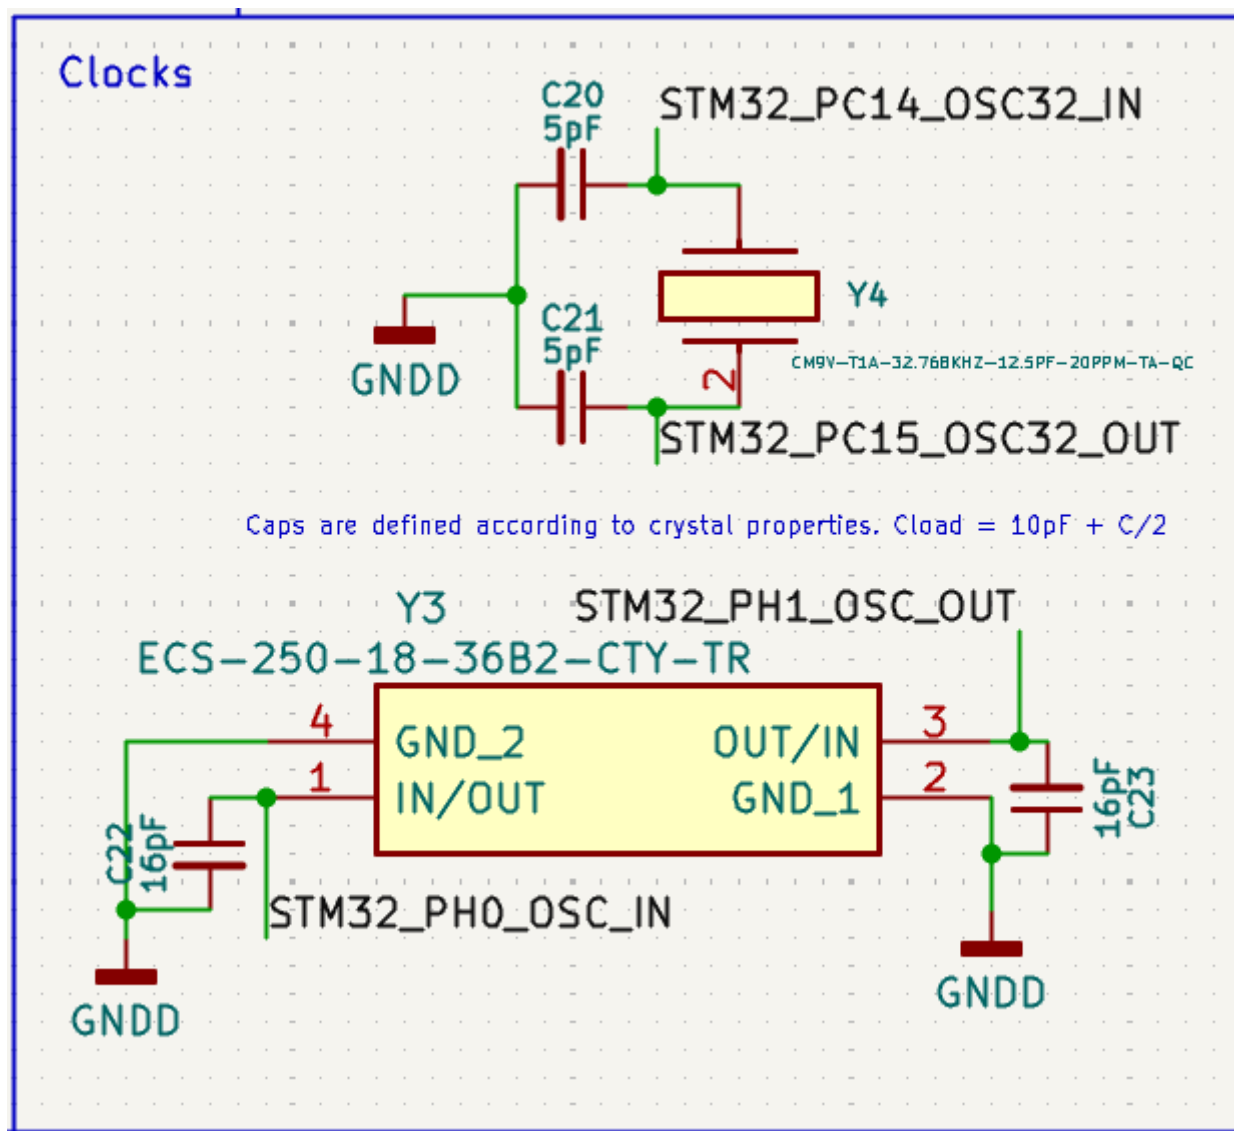 Clocks
C20
5pF
STM32_PC14_OSC32_IN
Y4
C21
5pF
GNDD
CM9V-T1A-32.768KHZ-12.5PF-20PPM-TA-QC
2
STM32_PC15_OSC32_OUT
Caps are defined according to crystal properties. Cload = 10pF + C/2
Y3
STM32_PH1_OSC_OUT
ECS-250-18-36B2-CTY-TR
4
GND_2
OUT/IN
3
1
IN/OUT
GND_1
2
C22
16pF
16pF
C23
STM32_PH0_OSC_IN
GNDD
GNDD